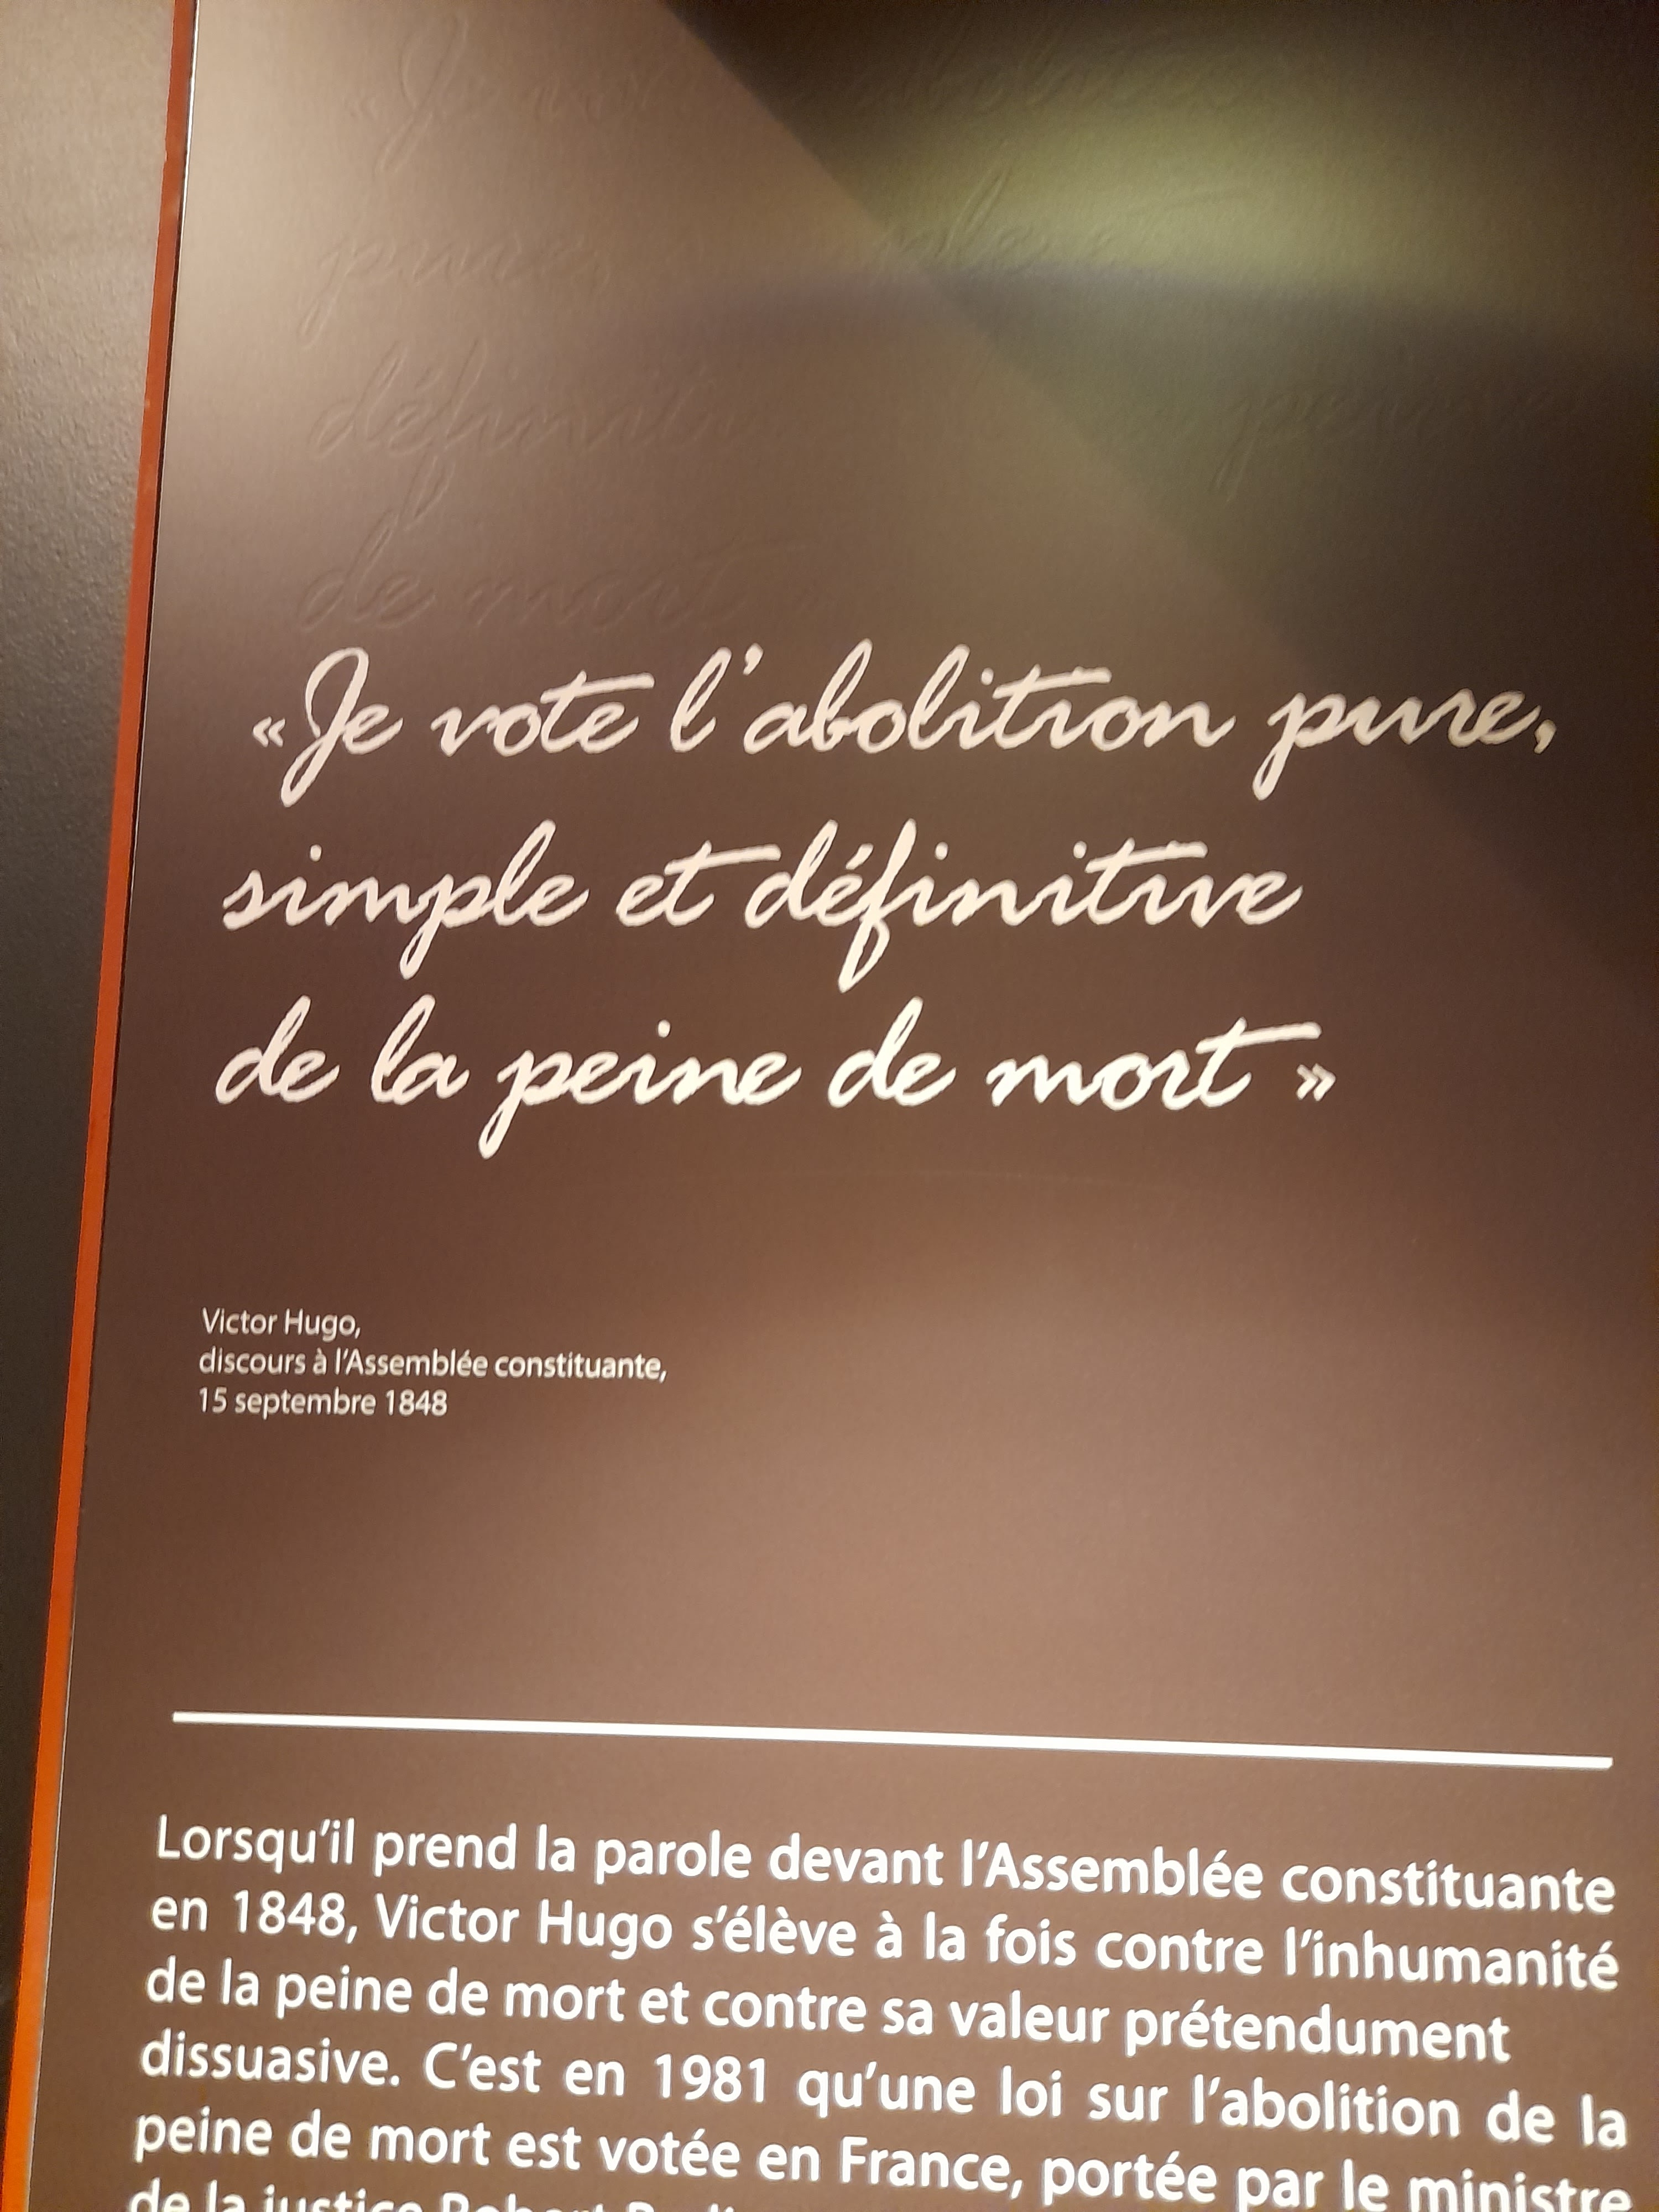 «Je vote l'abolition pure,
simple et définitive
de la peine de mort »
Victor Hugo,
discours à l'Assemblée constituante,
15 septembre 1848
Lorsqu'il prend la parole devant l'Assemblée constituante
en 1848, Victor Hugo s'élève à la fois contre l'inhumanité
de la peine de mort et contre sa valeur prétendument
dissuasive. C'est en 1981 qu'une loi sur l'abolition de la
peine de mort est votée en France, portée par le ministre
de la justice